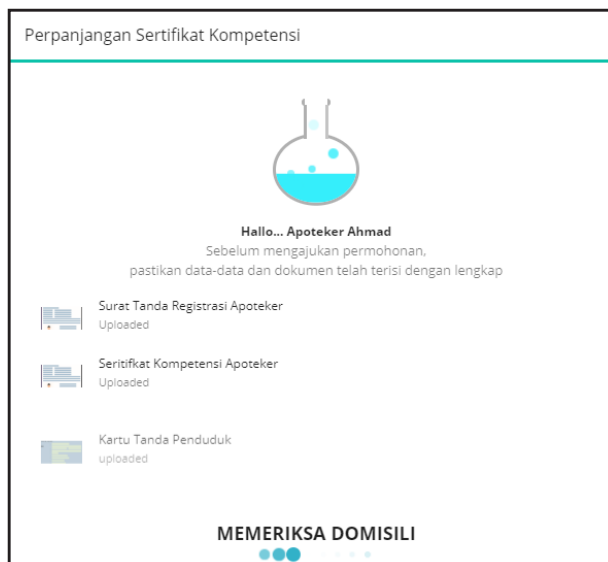 Perpanjangan Sertifikat Kompetensi
Hallo... Apoteker Ahmad
Sebelum mengajukan permohonan,
pastikan data-data dan dokumen telah terisi dengan lengkap
Surat Tanda Registrasi Apoteker
Uploaded
Seritifkat Kompetensi Apoteker
Uploaded
Kartu Tanda Penduduk
uploaded
MEMERIKSA DOMISILI